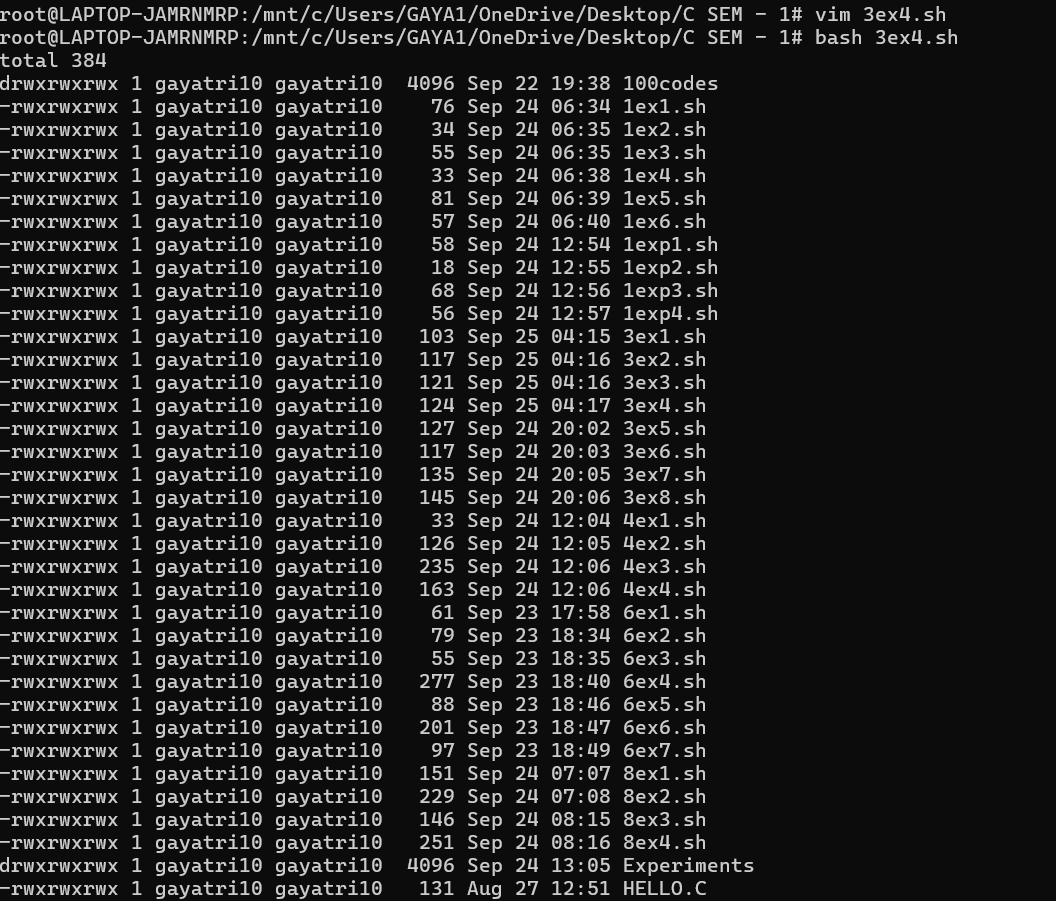 root@LAPTOP-JAMRNMRP:/mnt/c/Users/GAYA1/OneDrive/Desktop/C SEM - 1# vim 3ex4.sh
root@LAPTOP-JAMRNMRP:/mnt/c/Users/GAYA1/OneDrive/Desktop/C SEM - 1# bash 3ex4.sh
total 384
drwxrwxrwx 1 gayatri10 gayatri10  4096 Sep 22 19:38 100codes
-rwxrwxrwx 1 gayatri10 gayatri10    76 Sep 24 06:34 1ex1.sh
-rwxrwxrwx 1 gayatri10 gayatri10    34 Sep 24 06:35 1ex2.sh
-rwxrwxrwx 1 gayatri10 gayatri10    55 Sep 24 06:35 1ex3.sh
-rwxrwxrwx 1 gayatri10 gayatri10    33 Sep 24 06:38 1ex4.sh
-rwxrwxrwx 1 gayatri10 gayatri10    81 Sep 24 06:39 1ex5.sh
-rwxrwxrwx 1 gayatri10 gayatri10    57 Sep 24 06:40 1ex6.sh
-rwxrwxrwx 1 gayatri10 gayatri10    58 Sep 24 12:54 1exp1.sh
-rwxrwxrwx 1 gayatri10 gayatri10    18 Sep 24 12:55 1exp2.sh
-rwxrwxrwx 1 gayatri10 gayatri10    68 Sep 24 12:56 1exp3.sh
-rwxrwxrwx 1 gayatri10 gayatri10    56 Sep 24 12:57 1exp4.sh
-rwxrwxrwx 1 gayatri10 gayatri10   103 Sep 25 04:15 3ex1.sh
-rwxrwxrwx 1 gayatri10 gayatri10   117 Sep 25 04:16 3ex2.sh
-rwxrwxrwx 1 gayatri10 gayatri10   121 Sep 25 04:16 3ex3.sh
-rwxrwxrwx 1 gayatri10 gayatri10   124 Sep 25 04:17 3ex4.sh
-rwxrwxrwx 1 gayatri10 gayatri10   127 Sep 24 20:02 3ex5.sh
-rwxrwxrwx 1 gayatri10 gayatri10   117 Sep 24 20:03 3ex6.sh
-rwxrwxrwx 1 gayatri10 gayatri10   135 Sep 24 20:05 3ex7.sh
-rwxrwxrwx 1 gayatri10 gayatri10   145 Sep 24 20:06 3ex8.sh
-rwxrwxrwx 1 gayatri10 gayatri10    33 Sep 24 12:04 4ex1.sh
-rwxrwxrwx 1 gayatri10 gayatri10   126 Sep 24 12:05 4ex2.sh
-rwxrwxrwx 1 gayatri10 gayatri10   235 Sep 24 12:06 4ex3.sh
-rwxrwxrwx 1 gayatri10 gayatri10   163 Sep 24 12:06 4ex4.sh
-rwxrwxrwx 1 gayatri10 gayatri10    61 Sep 23 17:58 6ex1.sh
-rwxrwxrwx 1 gayatri10 gayatri10    79 Sep 23 18:34 6ex2.sh
-rwxrwxrwx 1 gayatri10 gayatri10    55 Sep 23 18:35 6ex3.sh
-rwxrwxrwx 1 gayatri10 gayatri10   277 Sep 23 18:40 6ex4.sh
-rwxrwxrwx 1 gayatri10 gayatri10    88 Sep 23 18:46 6ex5.sh
-rwxrwxrwx 1 gayatri10 gayatri10   201 Sep 23 18:47 6ex6.sh
-rwxrwxrwx 1 gayatri10 gayatri10    97 Sep 23 18:49 6ex7.sh
-rwxrwxrwx 1 gayatri10 gayatri10   151 Sep 24 07:07 8ex1.sh
-rwxrwxrwx 1 gayatri10 gayatri10   229 Sep 24 07:08 8ex2.sh
-rwxrwxrwx 1 gayatri10 gayatri10   146 Sep 24 08:15 8ex3.sh
-rwxrwxrwx 1 gayatri10 gayatri10   251 Sep 24 08:16 8ex4.sh
drwxrwxrwx 1 gayatri10 gayatri10  4096 Sep 24 13:05 Experiments
-rwxrwxrwx 1 gayatri10 gayatri10   131 Aug 27 12:51 HELLO.C